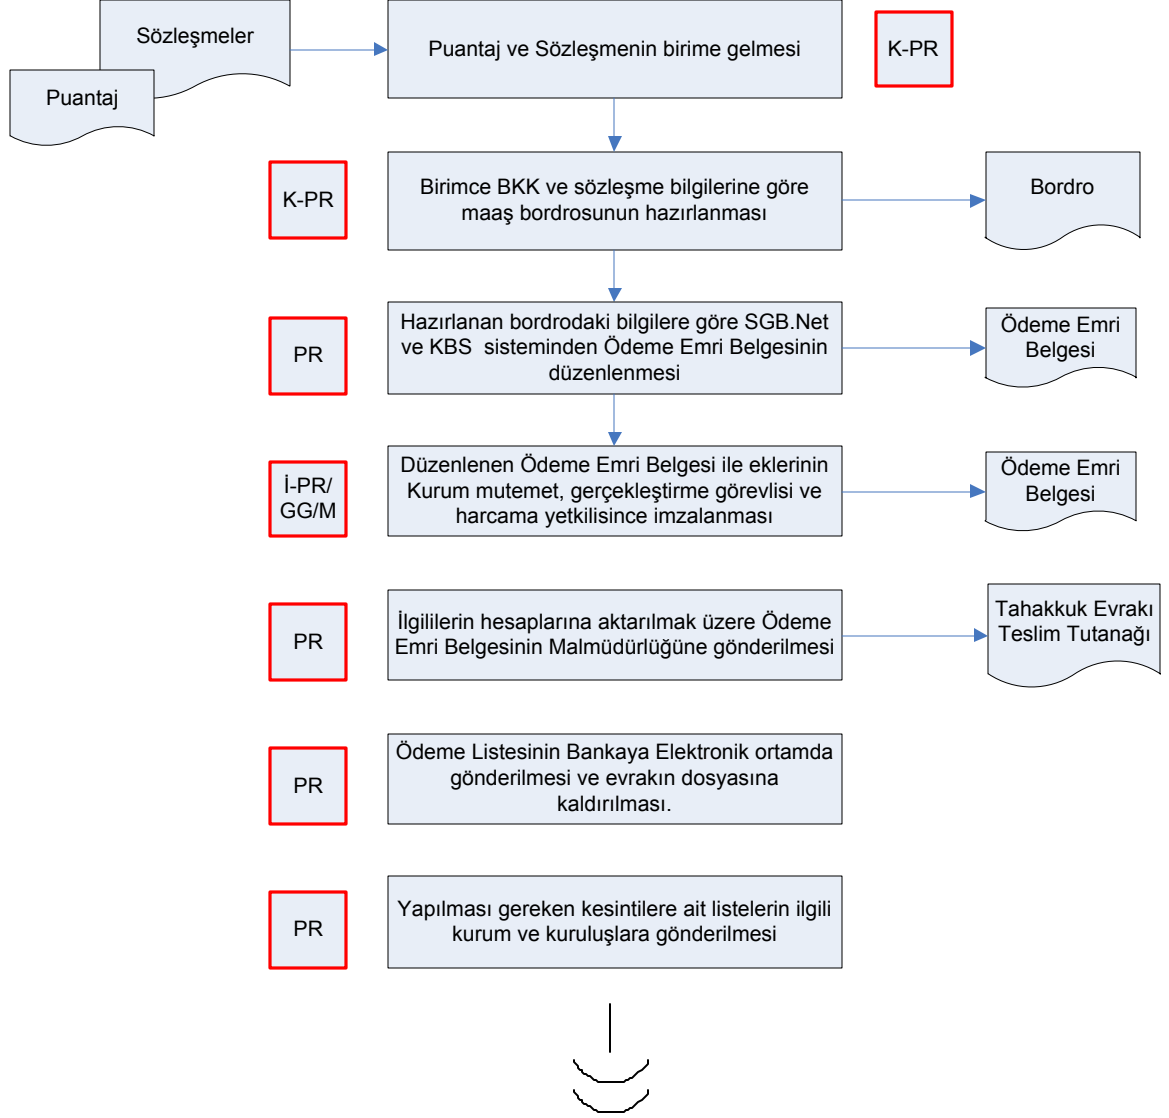 Sözleşmeler
Puantaj
Puantaj ve Sözleşmenin birime gelmesi
K-PR
K-PR
Birimce BKK ve sözleşme bilgilerine göre
maaş bordrosunun hazırlanması
Bordro
PR
Hazırlanan bordrodaki bilgilere göre SGB.Net
ve KBS  sisteminden Ödeme Emri Belgesinin
düzenlenmesi
Ödeme Emri
Belgesi
İ-PR/
GG/M
Düzenlenen Ödeme Emri Belgesi ile eklerinin
Kurum mutemet, gerçekleştirme görevlisi ve
harcama yetkilisince imzalanması
Ödeme Emri
Belgesi
PR
İlgililerin hesaplarına aktarılmak üzere Ödeme
Emri Belgesinin Malmüdürlüğüne gönderilmesi
Tahakkuk Evrakı
Teslim Tutanağı
PR
Ödeme Listesinin Bankaya Elektronik ortamda
gönderilmesi ve evrakın dosyasına
kaldırılması.
PR
Yapılması gereken kesintilere ait listelerin ilgili
kurum ve kuruluşlara gönderilmesi